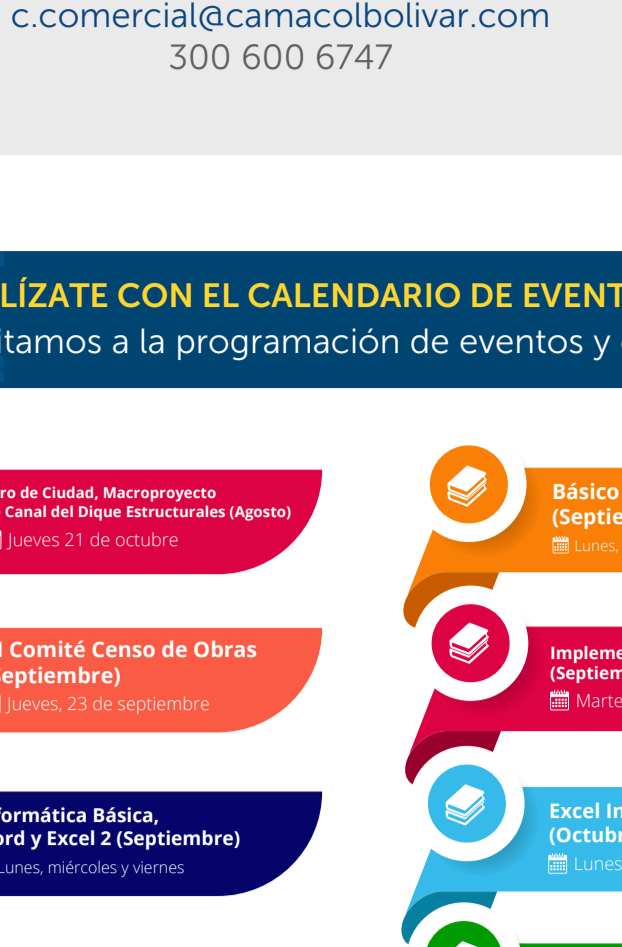 c.comercial@camacolbolivar.com
300 600 6747
LÍZATE CON EL CALENDARIO DE EVENT
itamos a la programación de eventos y
ro de Ciudad, Macroproyecto
Canal del Dique Estructurales (Agosto)
Jueves 21 de octubre
Comité Censo de Obras
eptiembre)
Jueves, 23 de septiembre
formática Básica,
ord y Excel 2 (Septiembre)
Lunes, miércoles y viernes
Básico
(Septie
Lunes,
Impleme
(Septiem
Marte
Excel In
(Octubr
Lunes